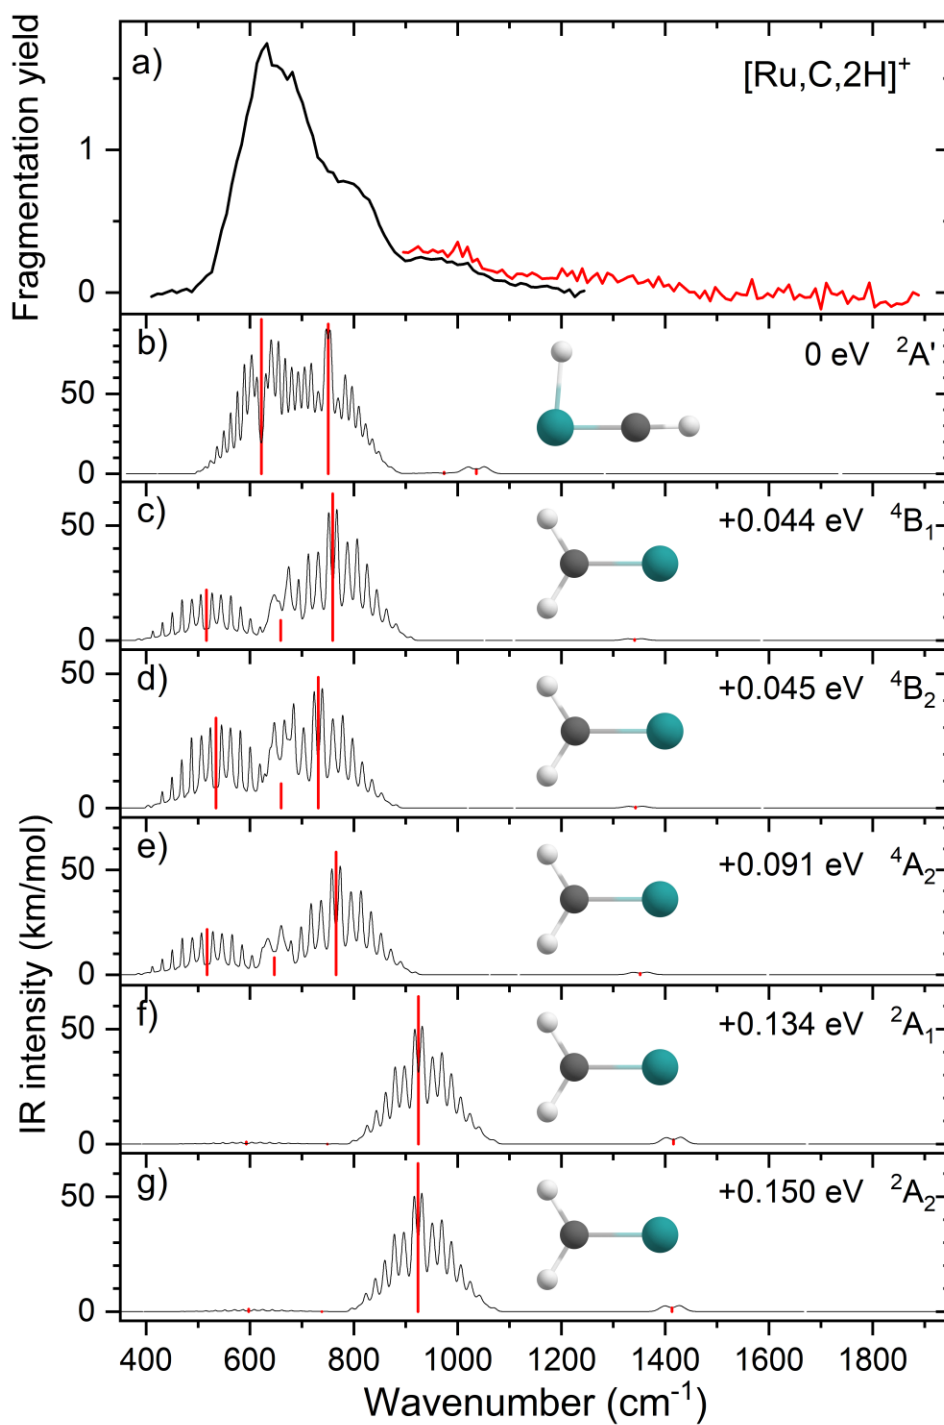 a)
[Ru,C,2H]⁺
Fragmentation yield
1
0
b)
0 eV ²A'
50
0
c)
+0.044 eV ⁴B₁
50
0
d)
+0.045 eV ⁴B₂
50
0
e)
+0.091 eV ⁴A₂
50
0
f)
+0.134 eV ²A₁
50
0
g)
+0.150 eV ²A₂
50
0
IR intensity (km/mol)
400 600 800 1000 1200 1400 1600 1800
Wavenumber (cm⁻¹)